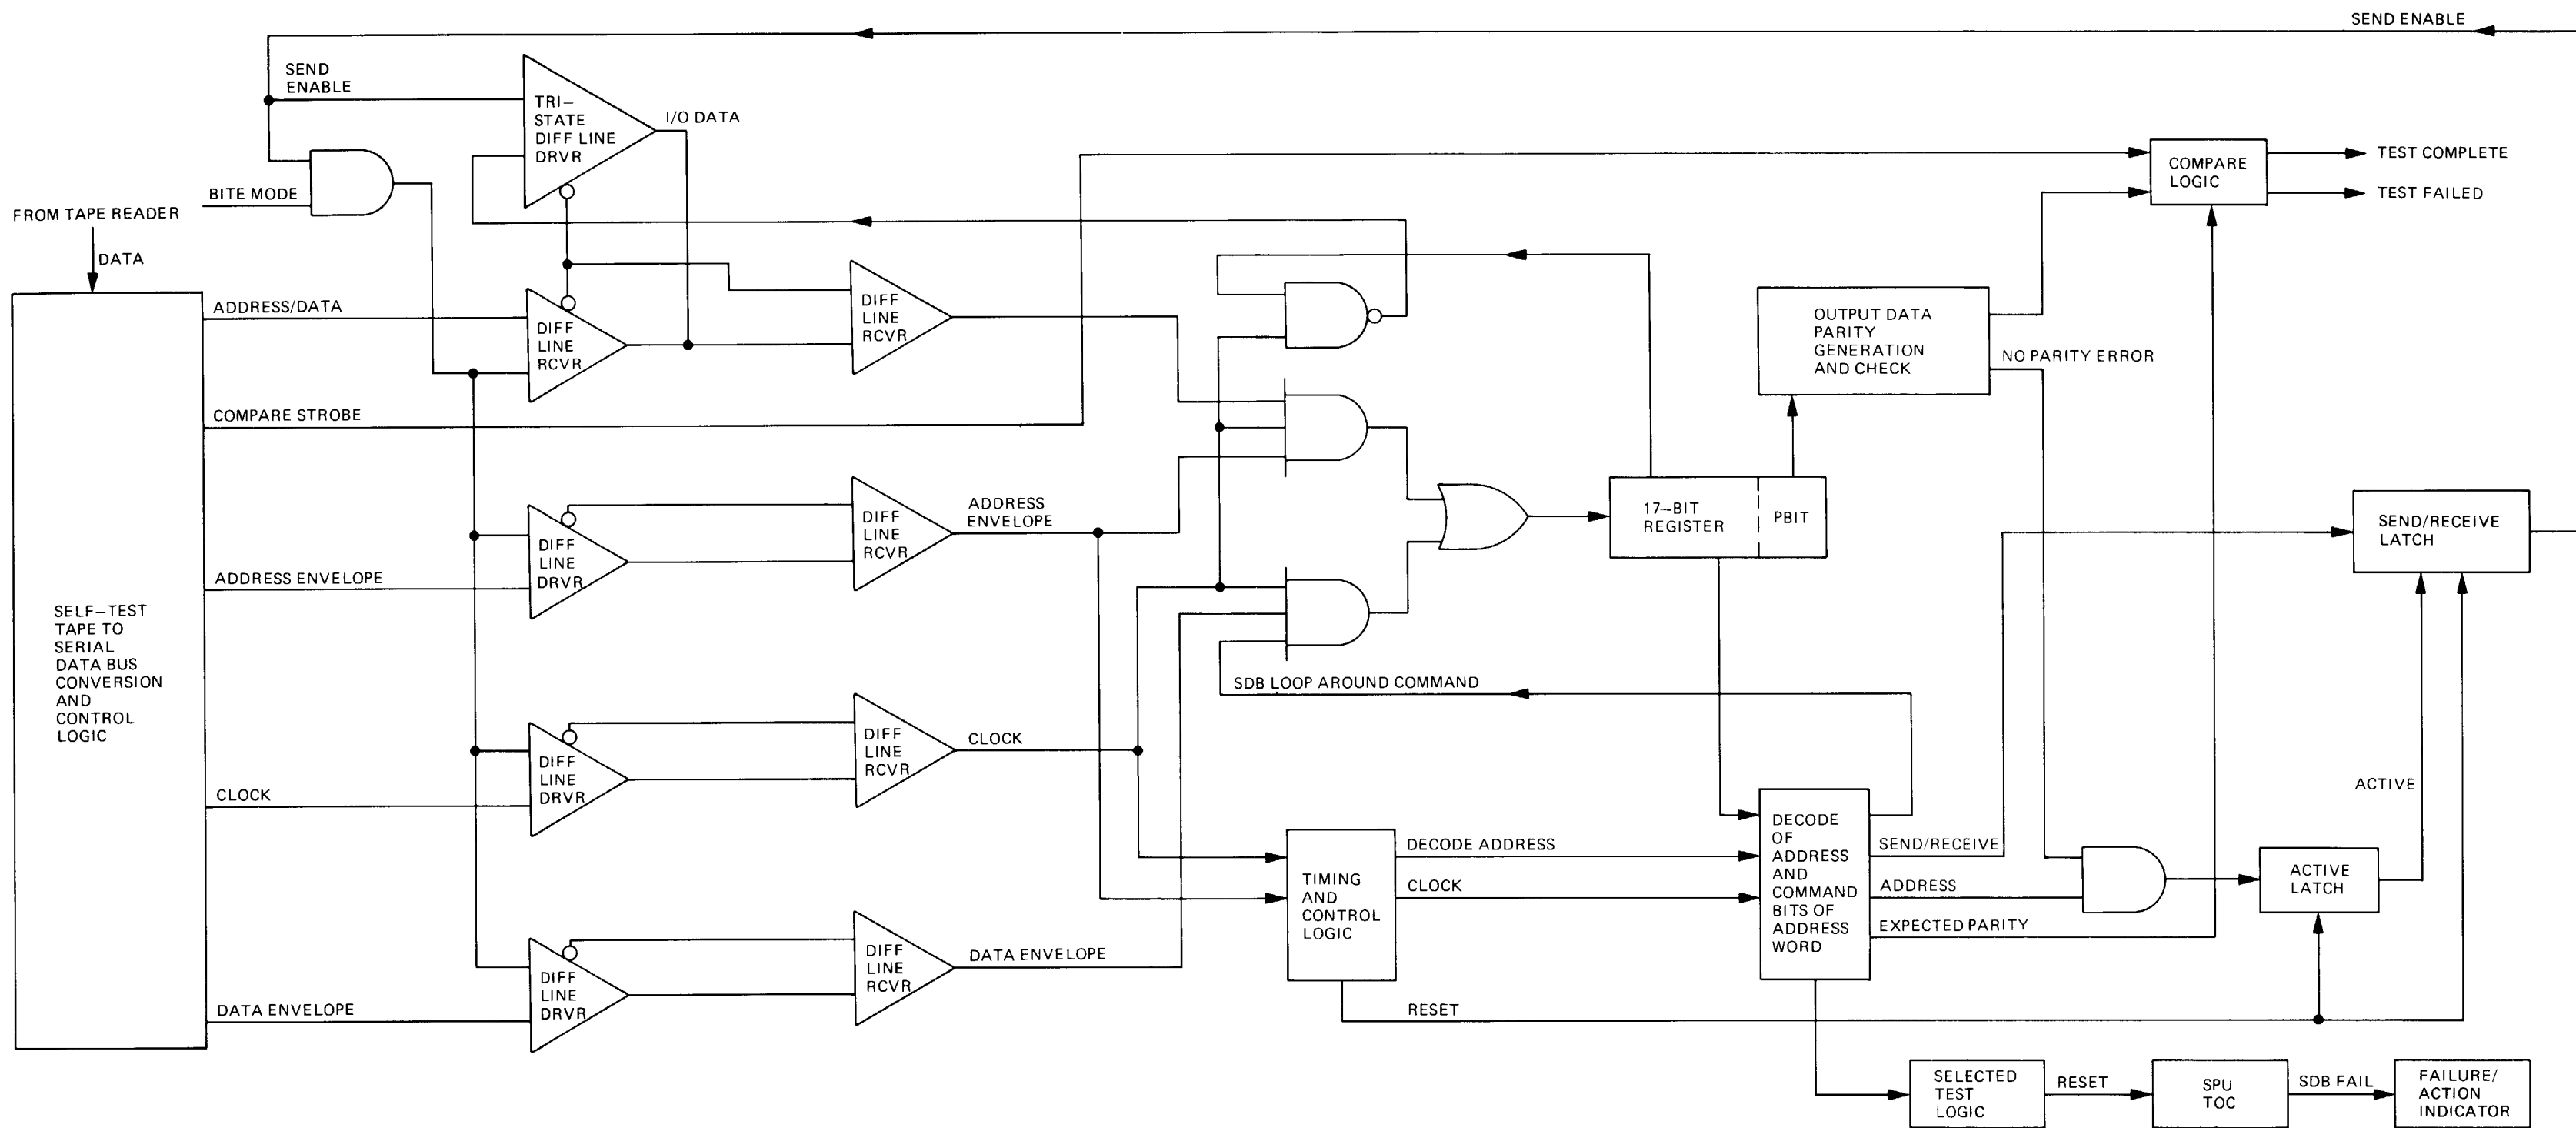 SEND ENABLE
SEND
ENABLE
TRI–
STATE
DIFF LINE
DRVR
I/O DATA
BITE MODE
FROM TAPE READER
DATA
COMPARE
LOGIC
TEST COMPLETE
TEST FAILED
ADDRESS/DATA
DIFF
LINE
RCVR
DIFF
LINE
RCVR
OUTPUT DATA
PARITY
GENERATION
AND CHECK
NO PARITY ERROR
COMPARE STROBE
ADDRESS
ENVELOPE
DIFF
LINE
RCVR
17–BIT
REGISTER
PBIT
SEND/RECEIVE
LATCH
DIFF
LINE
DRVR
ADDRESS ENVELOPE
SELF–TEST
TAPE TO
SERIAL
DATA BUS
CONVERSION
AND
CONTROL
LOGIC
SDB LOOP AROUND COMMAND
DIFF
LINE
DRVR
DIFF
LINE
RCVR
CLOCK
CLOCK
ACTIVE
DECODE
OF
ADDRESS
AND
COMMAND
BITS OF
ADDRESS
WORD
DECODE ADDRESS
CLOCK
TIMING
AND
CONTROL
LOGIC
SEND/RECEIVE
ADDRESS
EXPECTED PARITY
ACTIVE
LATCH
DIFF
LINE
RCVR
DATA ENVELOPE
DIFF
LINE
DRVR
DATA ENVELOPE
RESET
SELECTED
TEST
LOGIC
RESET
SPU
TOC
SDB FAIL
FAILURE/
ACTION
INDICATOR